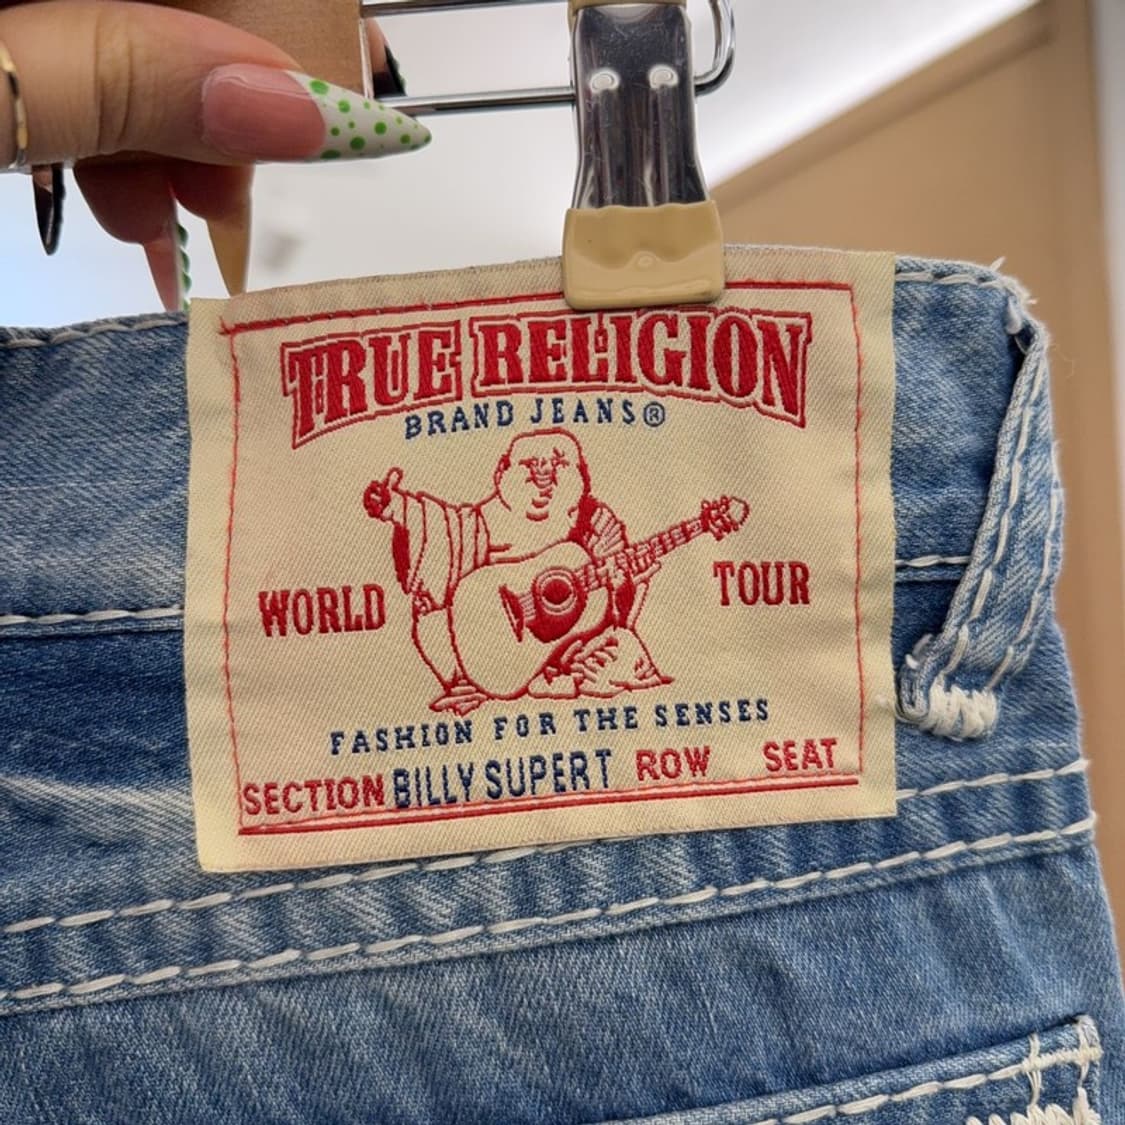 TRUE RELIGION
BRAND JEANS®
WORLD TOUR
FASHION FOR THE SENSES
SECTION BILLY SUPER T ROW SEAT